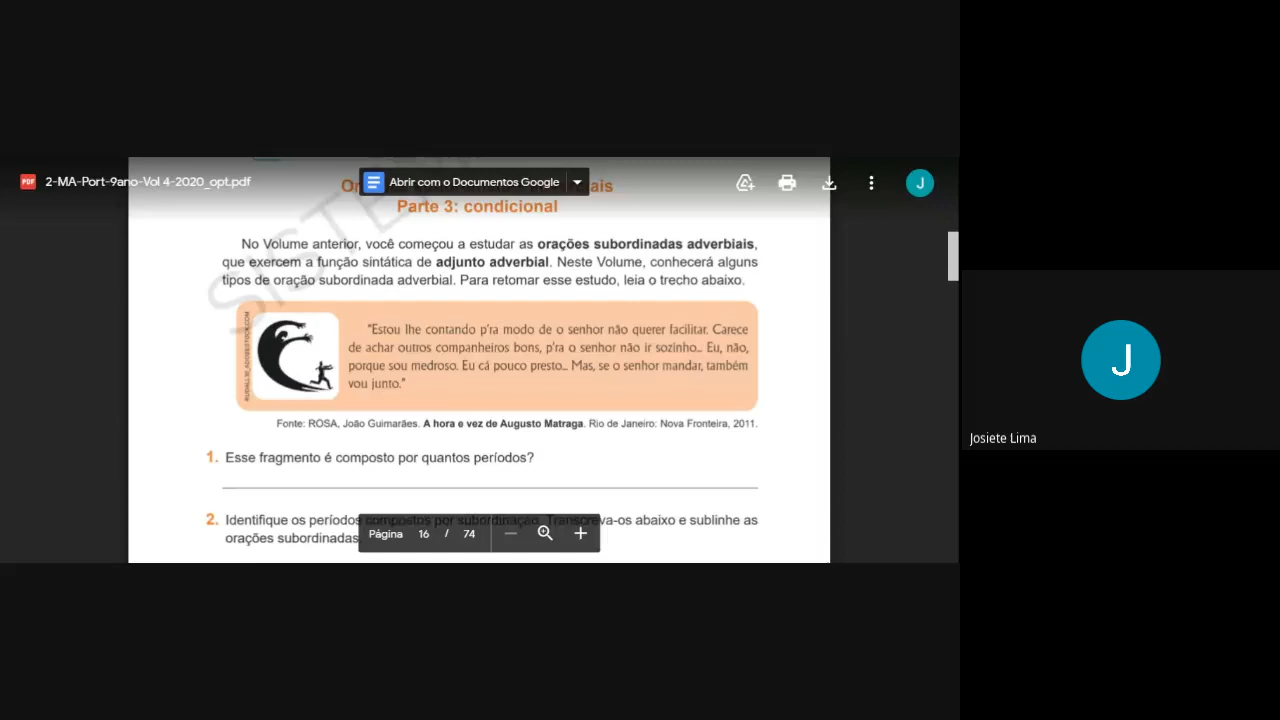 2-MA-Port-9ano-Vol 4-2020_opt.pdf
Abrir com o Documentos Google
Parte 3: condicional
No Volume anterior, você começou a estudar as orações subordinadas adverbiais,
que exercem a função sintática de adjunto adverbial. Neste Volume, conhecerá alguns
tipos de oração subordinada adverbial. Para retomar esse estudo, leia o trecho abaixo.
"Estou lhe contando p'ra modo de o senhor não querer facilitar. Carece
de achar outros companheiros bons, p'ra o senhor não ir sozinho... Eu, não,
porque sou medroso. Eu cá pouco presto... Mas, se o senhor mandar, também
vou junto."
Fonte: ROSA, João Guimarães. A hora e vez de Augusto Matraga. Rio de Janeiro: Nova Fronteira, 2011.
1. Esse fragmento é composto por quantos períodos?
2. Identifique os períodos compostos por subordinação. Transcreva-os abaixo e sublinhe as
orações subordinadas
Página 16 / 74
J
J
Josiete Lima